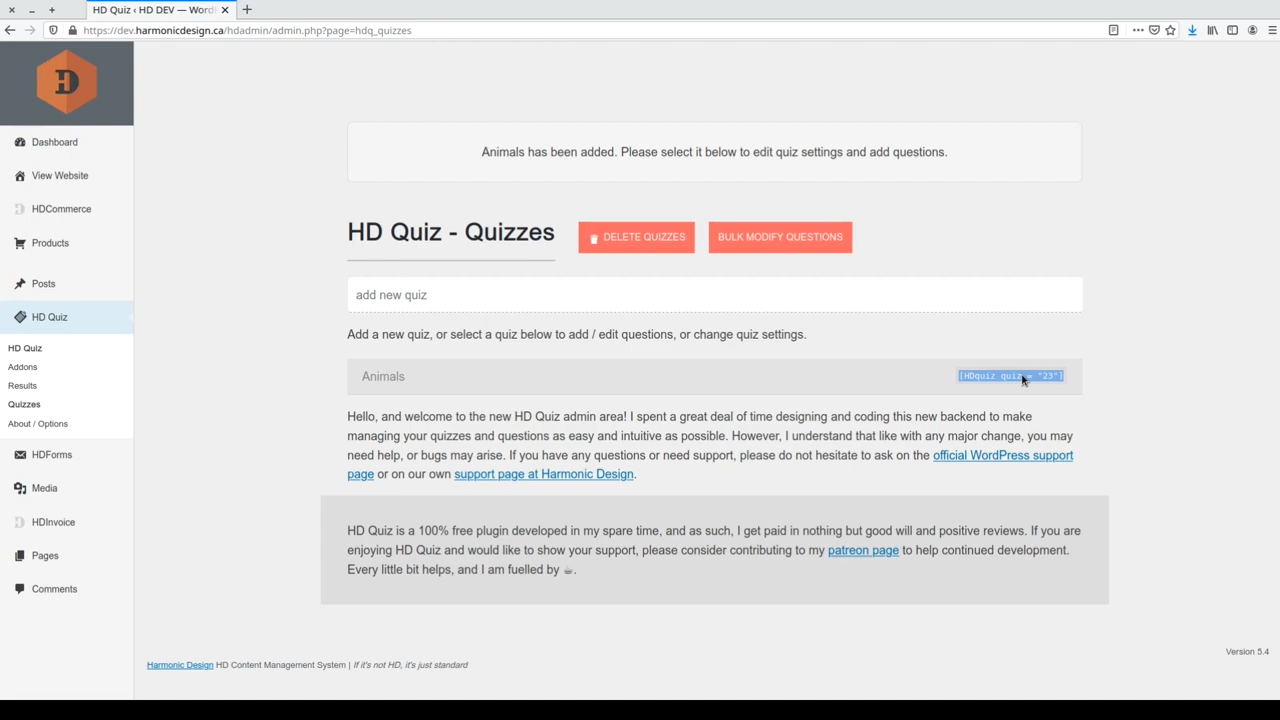 HD Quiz ‹ HD DEV — Word
https://dev.harmonicdesign.ca/hdadmin/admin.php?page=hdq_quizzes
Dashboard
View Website
HDCommerce
Products
Posts
HD Quiz
HD Quiz
Addons
Results
Quizzes
About / Options
HDForms
Media
HDInvoice
Pages
Comments
Animals has been added. Please select it below to edit quiz settings and add questions.
HD Quiz - Quizzes
DELETE QUIZZES
BULK MODIFY QUESTIONS
add new quiz
Add a new quiz, or select a quiz below to add / edit questions, or change quiz settings.
Animals
[HDquiz quiz = "23"]
Hello, and welcome to the new HD Quiz admin area! I spent a great deal of time designing and coding this new backend to make
managing your quizzes and questions as easy and intuitive as possible. However, I understand that like with any major change, you may
need help, or bugs may arise. If you have any questions or need support, please do not hesitate to ask on the official WordPress support
page or on our own support page at Harmonic Design.
HD Quiz is a 100% free plugin developed in my spare time, and as such, I get paid in nothing but good will and positive reviews. If you are
enjoying HD Quiz and would like to show your support, please consider contributing to my patreon page to help continued development.
Every little bit helps, and I am fuelled by ☕.
Version 5.4
Harmonic Design HD Content Management System | If it's not HD, it's just standard